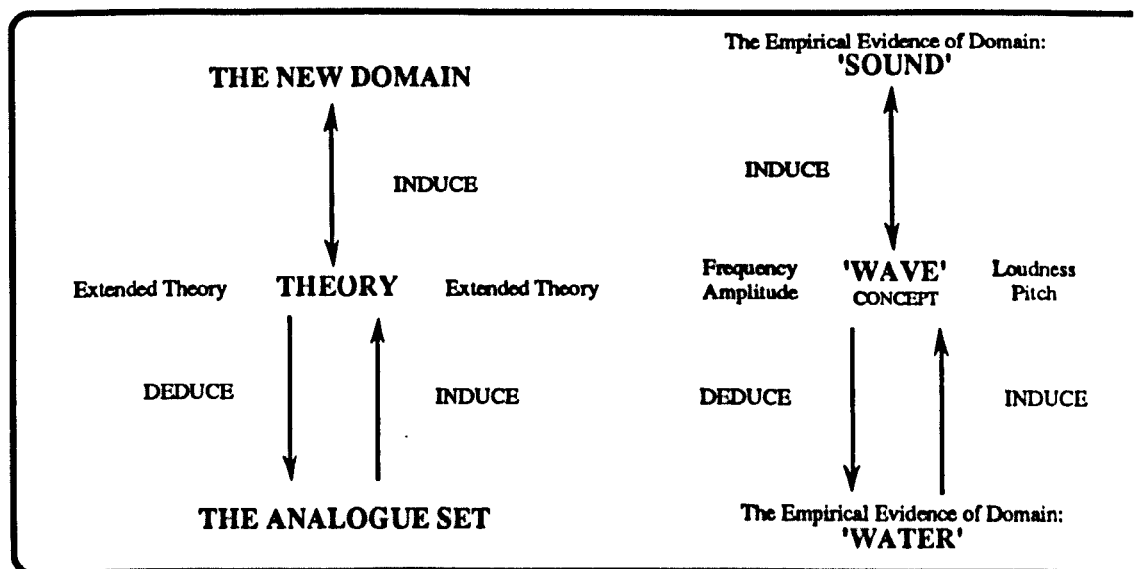 THE NEW DOMAIN
INDUCE
Extended Theory THEORY Extended Theory
DEDUCE
INDUCE
THE ANALOGUE SET
The Empirical Evidence of Domain:
'SOUND'
INDUCE
Frequency
Amplitude
'WAVE'
CONCEPT
Loudness
Pitch
DEDUCE
INDUCE
The Empirical Evidence of Domain:
'WATER'